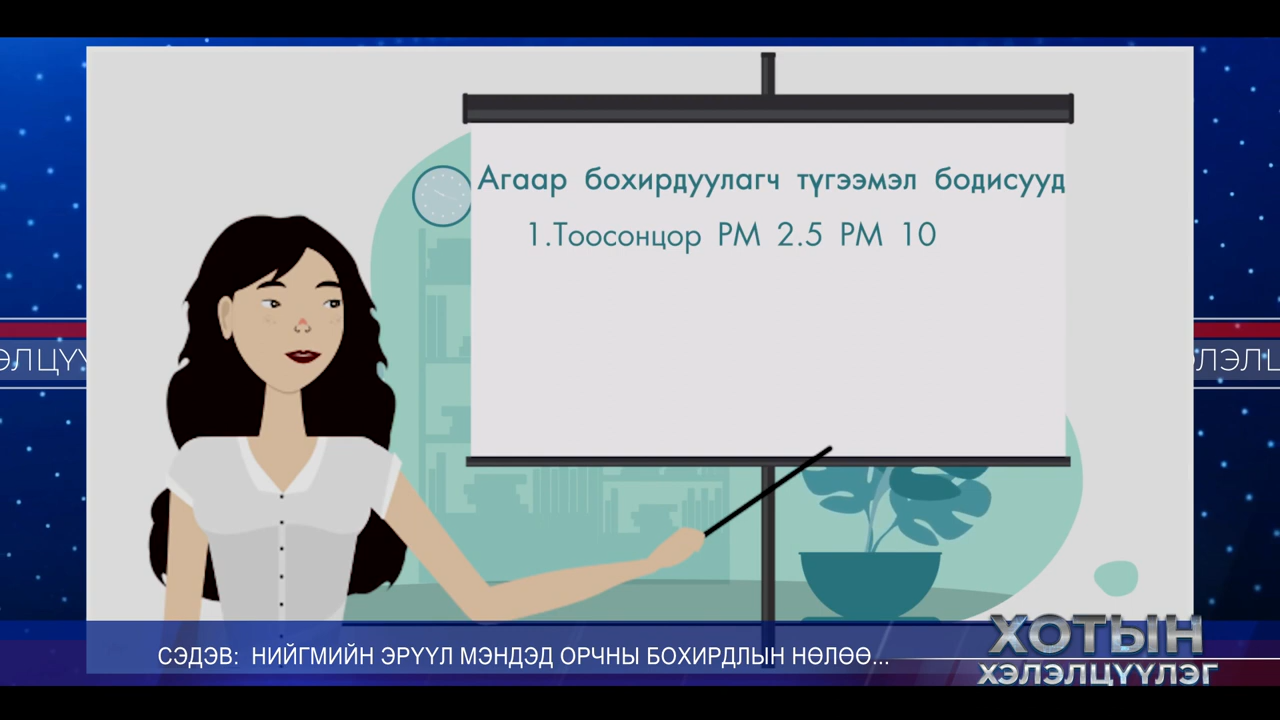 Агаар бохирдуулагч түгээмэл бодисууд
1.Тоосонцор PM 2.5 PM 10
СЭДЭВ: НИЙГМИЙН ЭРҮҮЛ МЭНДЭД ОРЧНЫ БОХИРДЛЫН НӨЛӨӨ...
ХОТЫН
ХЭЛЭЛЦҮҮЛЭГ